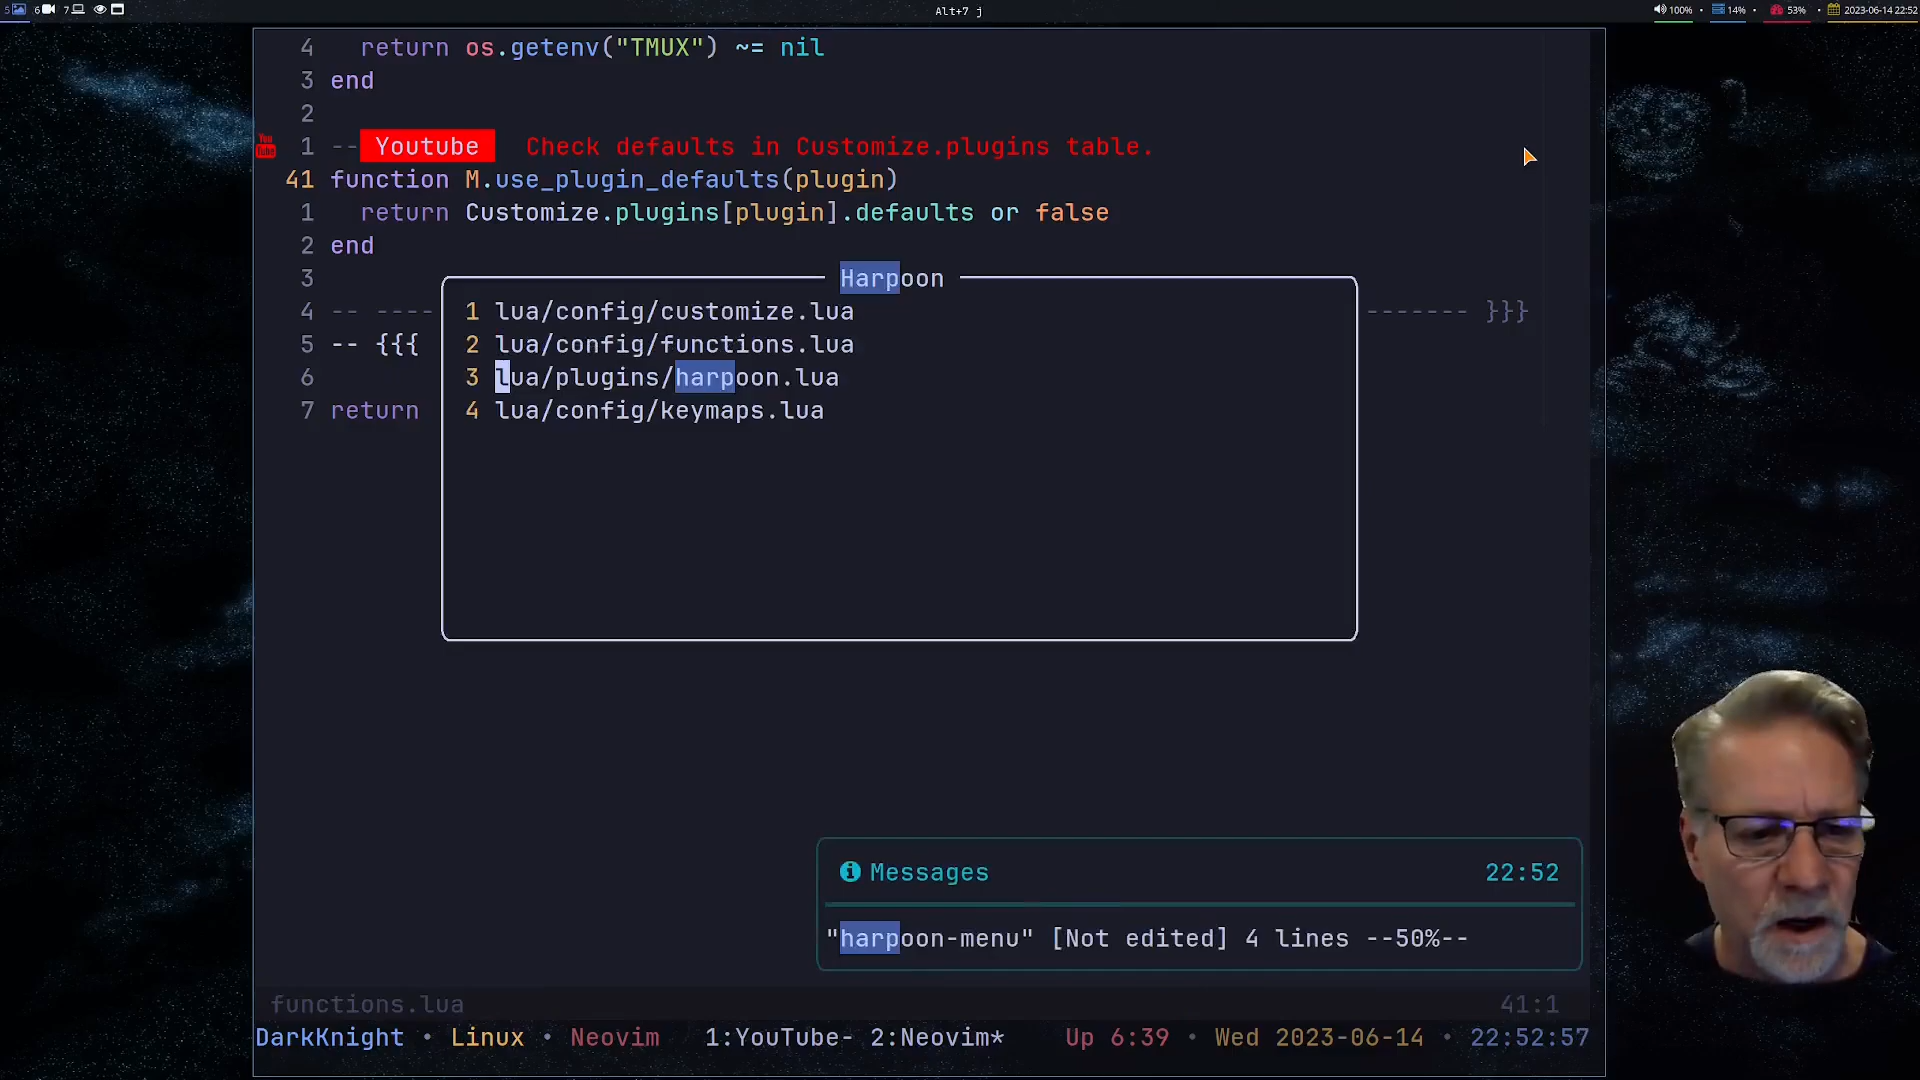 5 6 7 Alt+7 j 100% • 14% • 53% • 2023-06-14 22:52
4 return os.getenv("TMUX") ~= nil
3 end
2
You Tube 1 -- Youtube Check defaults in Customize.plugins table.
41 function M.use_plugin_defaults(plugin)
1 return Customize.plugins[plugin].defaults or false
2 end
3
4 -- ---- ------- }}}
5 -- {{{
6
7 return
Harpoon
1 lua/config/customize.lua
2 lua/config/functions.lua
3 lua/plugins/harpoon.lua
4 lua/config/keymaps.lua
Messages 22:52
"harpoon-menu" [Not edited] 4 lines --50%--
functions.lua 41:1
DarkKnight • Linux • Neovim 1:YouTube- 2:Neovim* Up 6:39 • Wed 2023-06-14 • 22:52:57